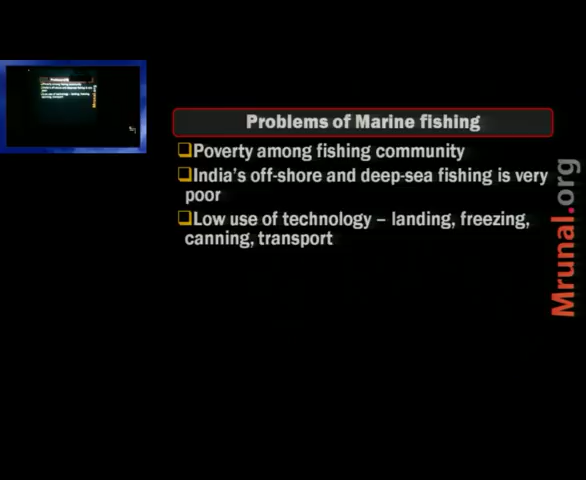 Problems of Marine fishing
❑Poverty among fishing community
❑India's off-shore and deep-sea fishing is very
poor
❑Low use of technology – landing, freezing,
canning, transport
Mrunal.org